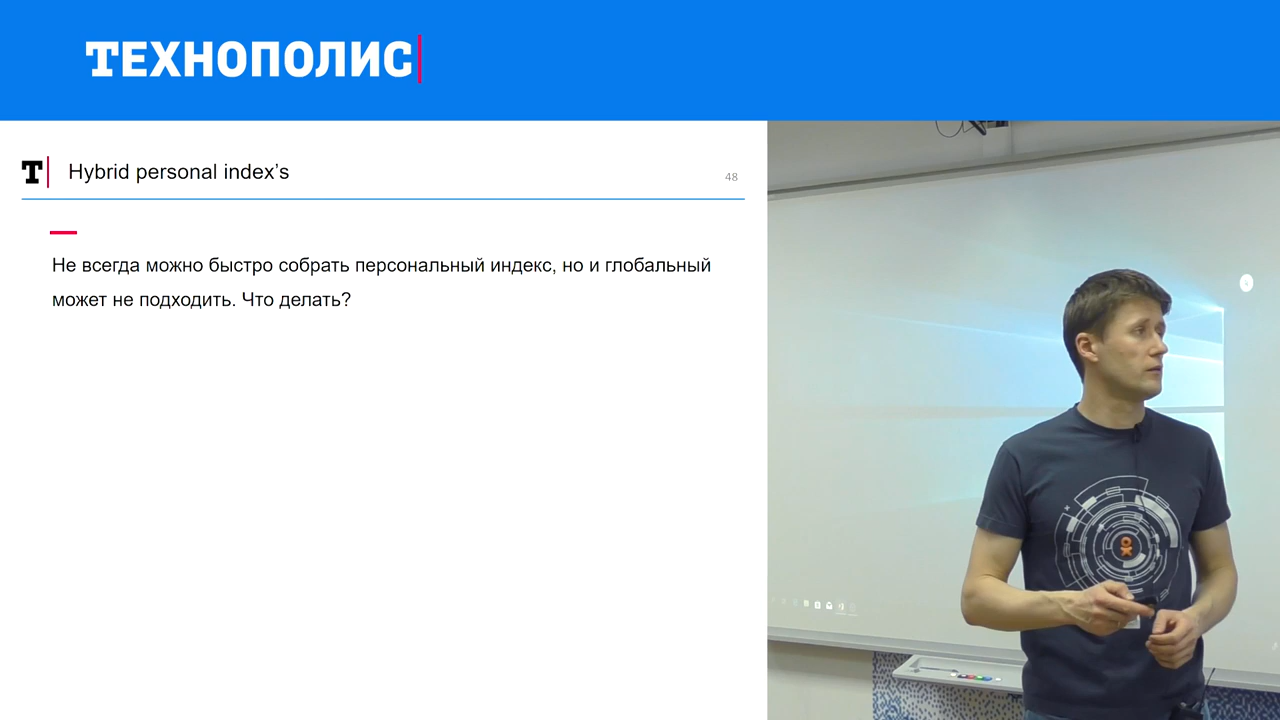 ТЕХНОПОЛИС
T
Hybrid personal index’s
48
Не всегда можно быстро собрать персональный индекс, но и глобальный
может не подходить. Что делать?